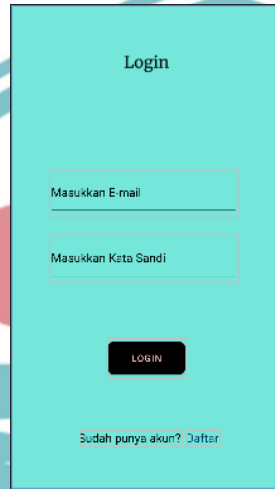 Login
Masukkan E-mail
Masukkan Kata Sandi
LOGIN
Sudah punya akun? Daftar